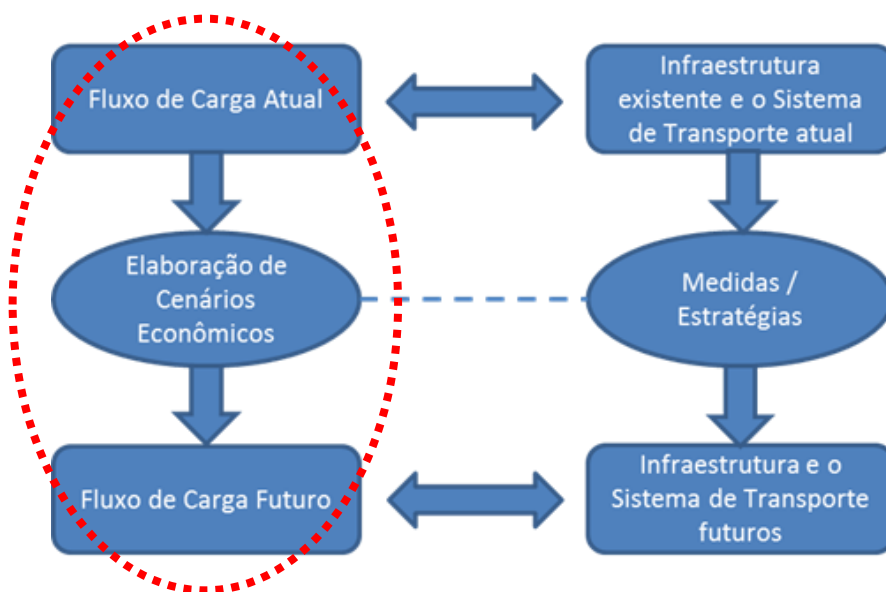 Fluxo de Carga Atual
Infraestrutura
existente e o Sistema
de Transporte atual
Elaboração de
Cenários
Econômicos
Medidas /
Estratégias
Fluxo de Carga Futuro
Infraestrutura e o
Sistema de Transporte
futuros